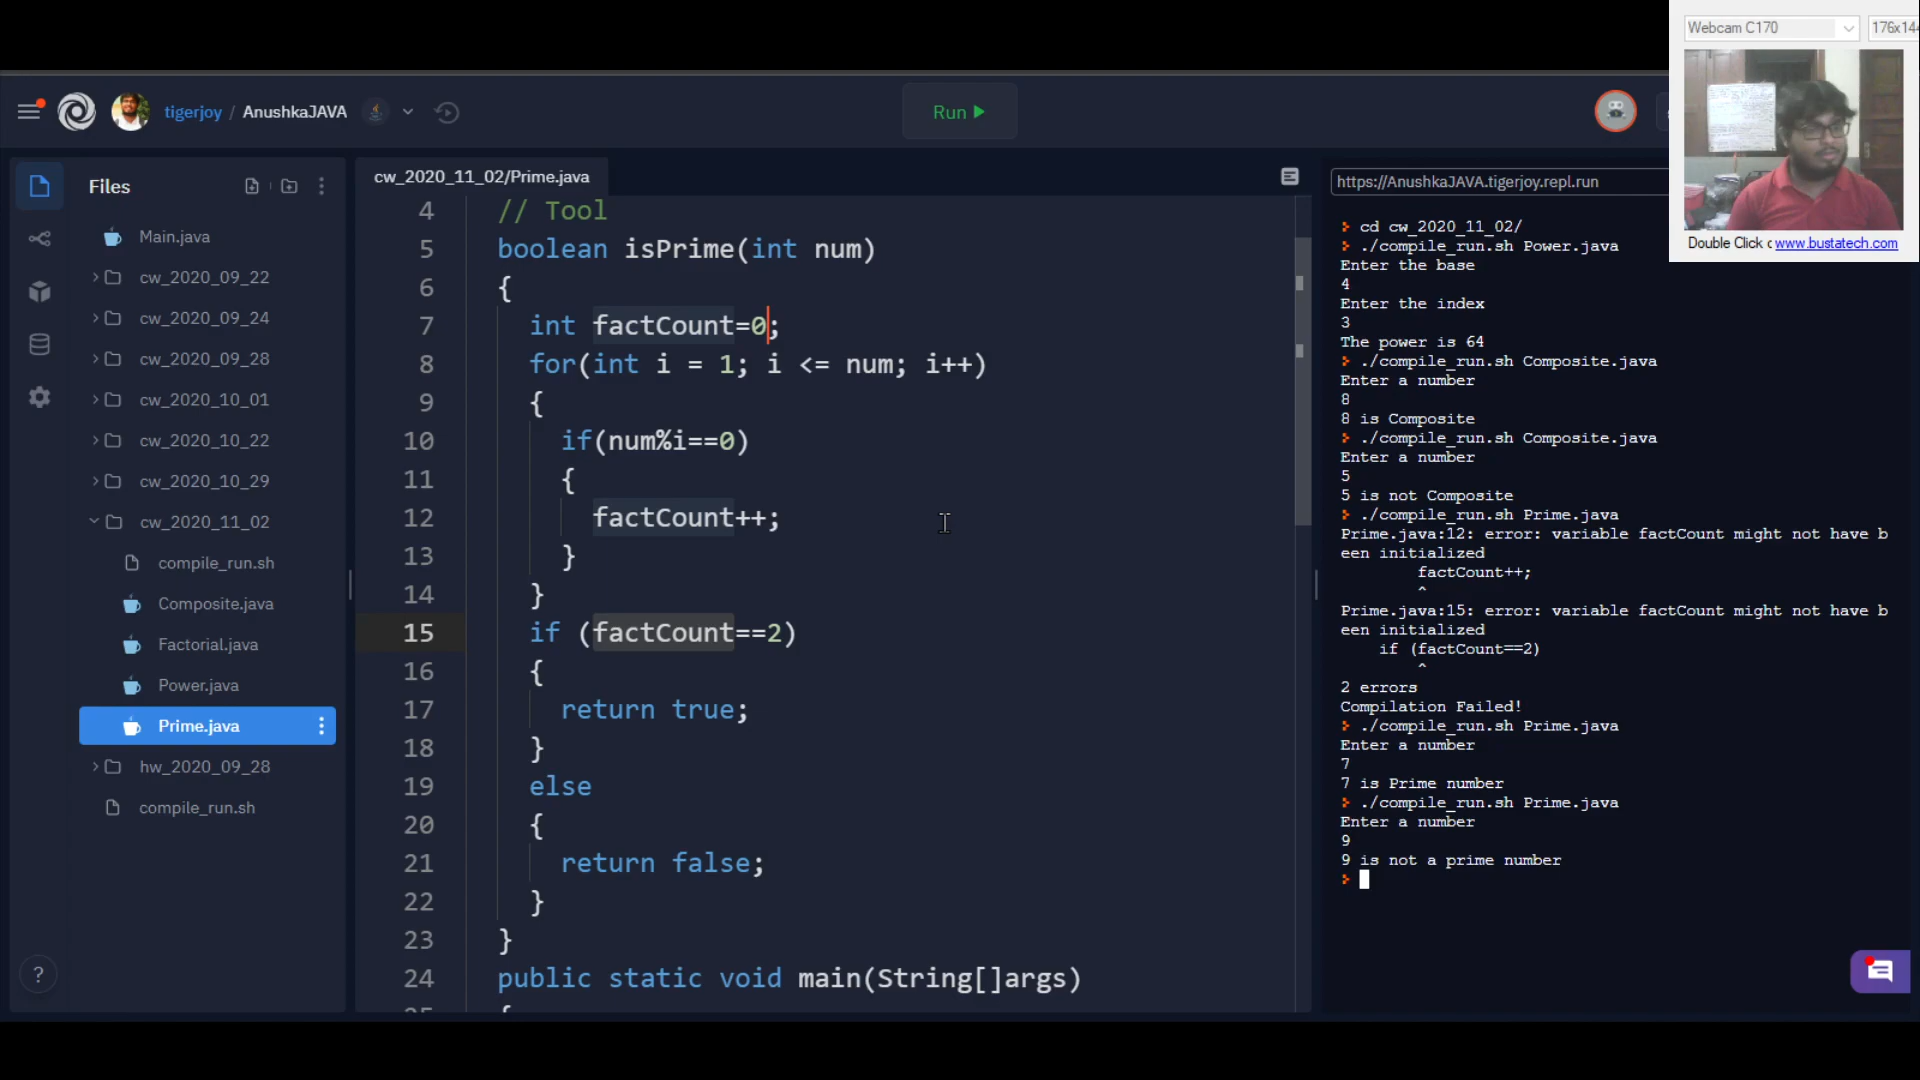 Webcam C170
176x144
Double Click c www.bustatech.com
tigerjoy / AnushkaJAVA
Run
Files
Main.java
cw_2020_09_22
cw_2020_09_24
cw_2020_09_28
cw_2020_10_01
cw_2020_10_22
cw_2020_10_29
cw_2020_11_02
compile_run.sh
Composite.java
Factorial.java
Power.java
Prime.java
hw_2020_09_28
compile_run.sh
?
cw_2020_11_02/Prime.java
4 // Tool
5 boolean isPrime(int num)
6 {
7 int factCount=0;
8 for(int i = 1; i <= num; i++)
9 {
10 if(num%i==0)
11 {
12 factCount++;
13 }
14 }
15 if (factCount==2)
16 {
17 return true;
18 }
19 else
20 {
21 return false;
22 }
23 }
24 public static void main(String[]args)
https://AnushkaJAVA.tigerjoy.repl.run
cd cw_2020_11_02/
./compile_run.sh Power.java
Enter the base
4
Enter the index
3
The power is 64
./compile_run.sh Composite.java
Enter a number
8
8 is Composite
./compile_run.sh Composite.java
Enter a number
5
5 is not Composite
./compile_run.sh Prime.java
Prime.java:12: error: variable factCount might not have b
een initialized
factCount++;
^
Prime.java:15: error: variable factCount might not have b
een initialized
if (factCount==2)
^
2 errors
Compilation Failed!
./compile_run.sh Prime.java
Enter a number
7
7 is Prime number
./compile_run.sh Prime.java
Enter a number
9
9 is not a prime number